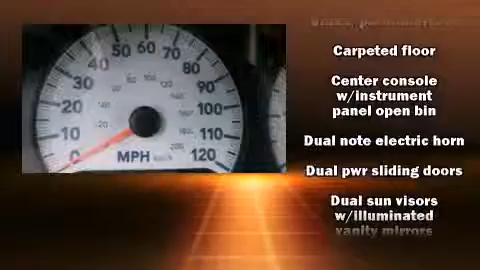 Carpeted floor
Center console
w/instrument
panel open bin
Dual note electric horn
Dual pwr sliding doors
Dual sun visors
w/illuminated
vanity mirrors
0
10
20
30
40
50
60
70
80
90
100
110
120
MPH